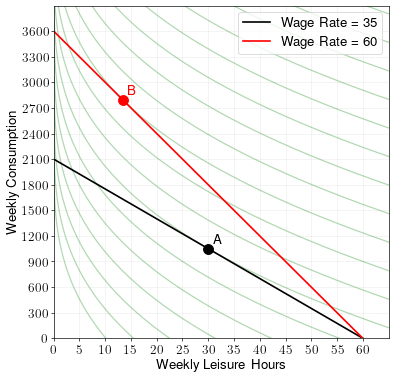 Wage Rate = 35
Wage Rate = 60
3600
3300
3000
2700
2400
2100
1800
1500
1200
900
600
300
0
B
A
Weekly Consumption
0 5 10 15 20 25 30 35 40 45 50 55 60
Weekly Leisure Hours